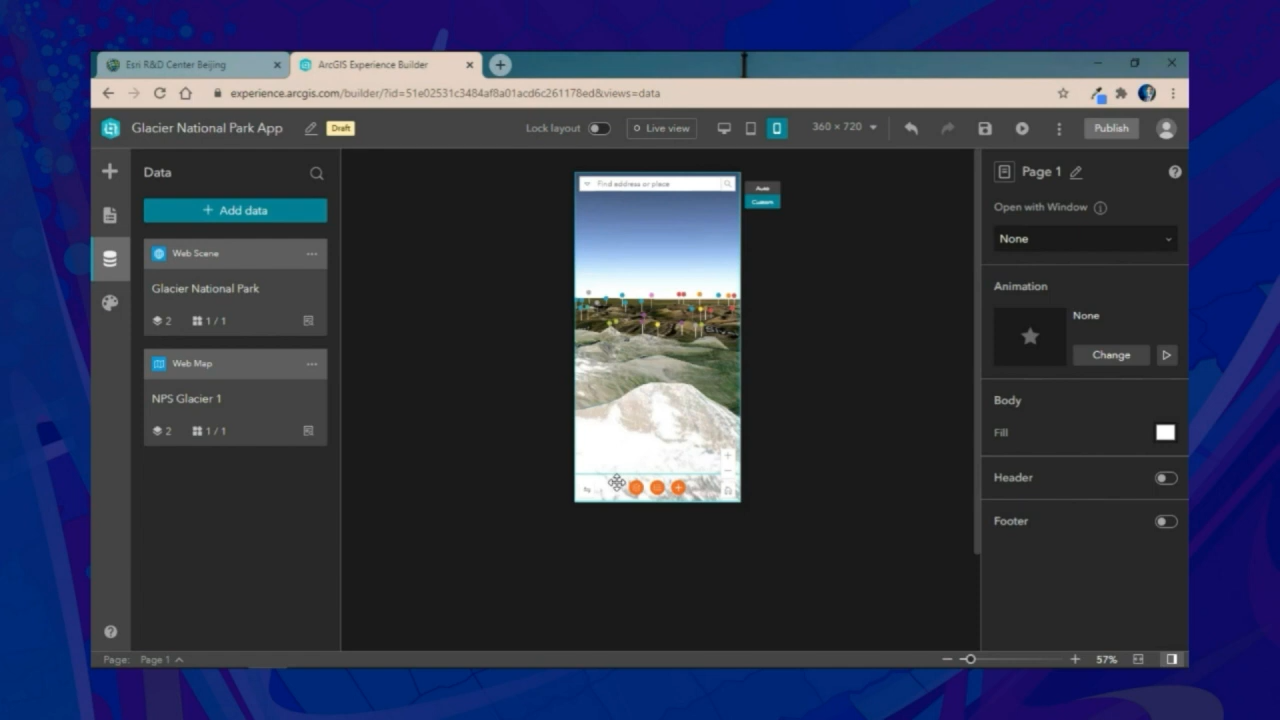 Esri R&D Center Beijing
ArcGIS Experience Builder
experience.arcgis.com/builder/?id=51e02531c3484af8a01acd6c261178ed&views=data
Glacier National Park App
Draft
Lock layout
Live view
360 × 720
Publish
Data
+ Add data
Web Scene
Glacier National Park
2
1 / 1
Web Map
NPS Glacier 1
2
1 / 1
Find address or place
Auto
Custom
Page 1
Open with Window
None
Animation
None
Change
Body
Fill
Header
Footer
Page: Page 1
57%